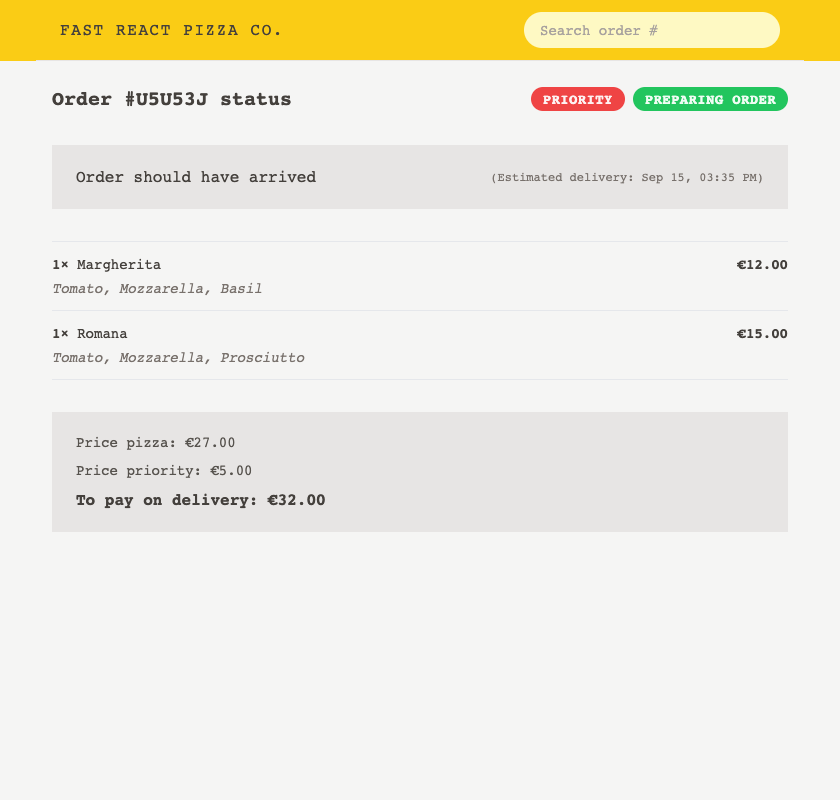 FAST REACT PIZZA CO.
Search order #
Order #U5U53J status
PRIORITY
PREPARING ORDER
Order should have arrived
(Estimated delivery: Sep 15, 03:35 PM)
1× Margherita
€12.00
Tomato, Mozzarella, Basil
1× Romana
€15.00
Tomato, Mozzarella, Prosciutto
Price pizza: €27.00
Price priority: €5.00
To pay on delivery: €32.00